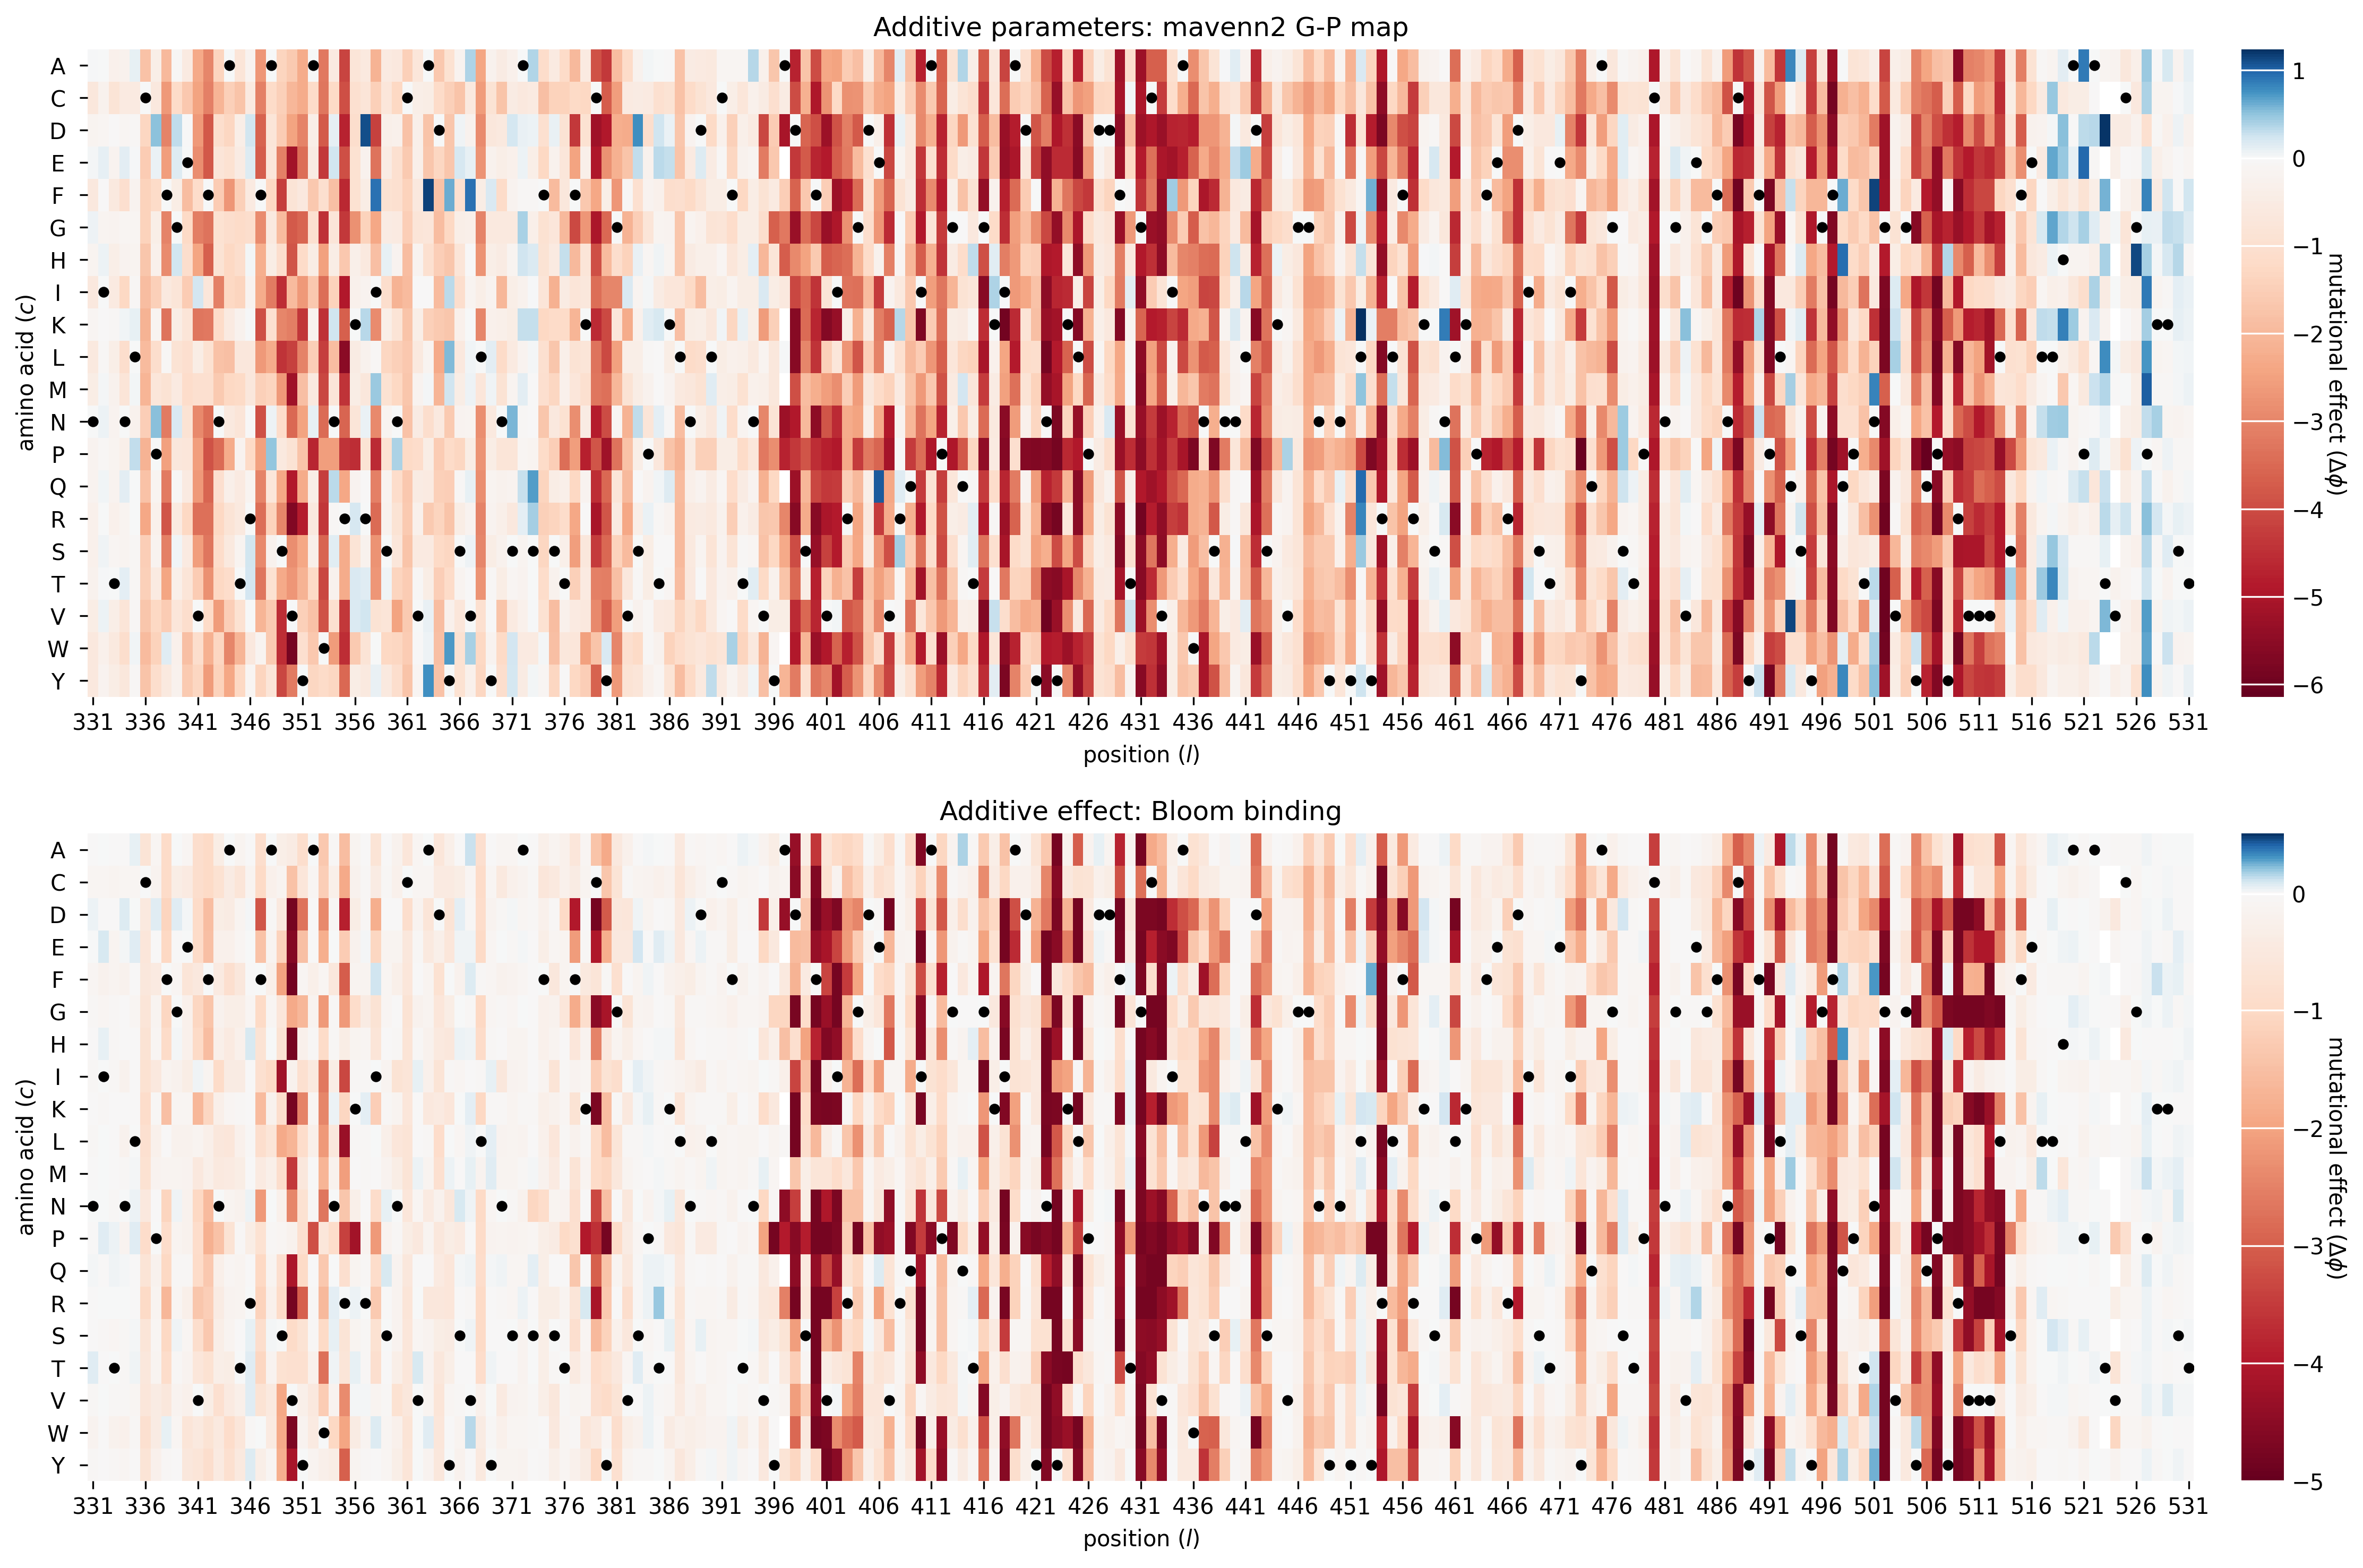 Additive parameters: mavenn2 G-P map
amino acid (c)
A
C
D
E
F
G
H
I
K
L
M
N
P
Q
R
S
T
V
W
Y
331 336 341 346 351 356 361 366 371 376 381 386 391 396 401 406 411 416 421 426 431 436 441 446 451 456 461 466 471 476 481 486 491 496 501 506 511 516 521 526 531
position (l)
1
0
−1
−2
−3
−4
−5
−6
mutational effect (Δϕ)
Additive effect: Bloom binding
amino acid (c)
A
C
D
E
F
G
H
I
K
L
M
N
P
Q
R
S
T
V
W
Y
331 336 341 346 351 356 361 366 371 376 381 386 391 396 401 406 411 416 421 426 431 436 441 446 451 456 461 466 471 476 481 486 491 496 501 506 511 516 521 526 531
position (l)
0
−1
−2
−3
−4
−5
mutational effect (Δϕ)